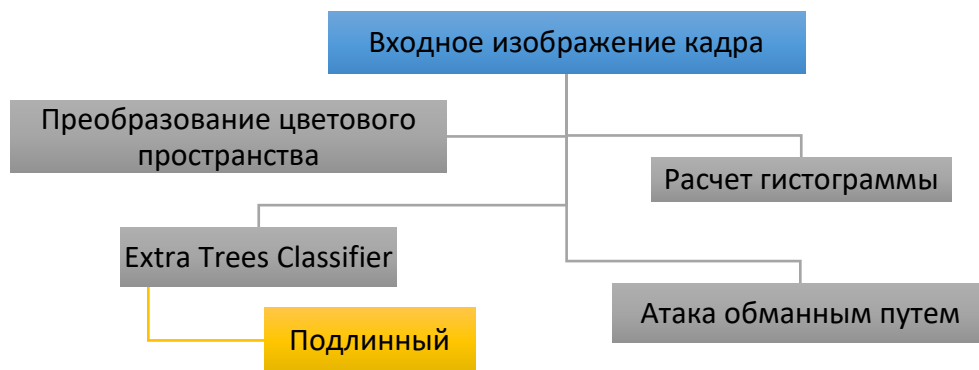 Входное изображение кадра
Преобразование цветового
пространства
Расчет гистограммы
Extra Trees Classifier
Атака обманным путем
Подлинный